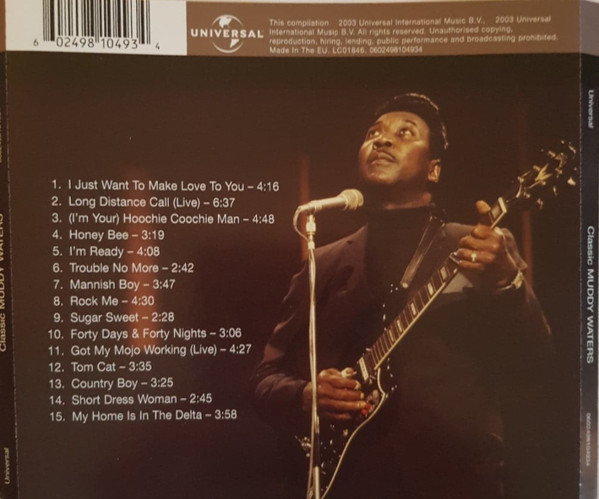 6 02498 10493 4
UNIVERSAL
This compilation 2003 Universal International Music B.V., 2003 Universal
International Music B.V. All rights reserved. Unauthorised copying,
reproduction, hiring, lending, public performance and broadcasting prohibited.
Made In The EU. LC01846. 0602498104934
1. I Just Want To Make Love To You – 4:16
2. Long Distance Call (Live) – 6:37
3. (I'm Your) Hoochie Coochie Man – 4:48
4. Honey Bee – 3:19
5. I'm Ready – 4:08
6. Trouble No More – 2:42
7. Mannish Boy – 3:47
8. Rock Me – 4:30
9. Sugar Sweet – 2:28
10. Forty Days & Forty Nights – 3:06
11. Got My Mojo Working (Live) – 4:27
12. Tom Cat – 3:35
13. Country Boy – 3:25
14. Short Dress Woman – 2:45
15. My Home Is In The Delta – 3:58
Classic MUDDY WATERS
Universal
Universal
Classic MUDDY WATERS
0602498104934